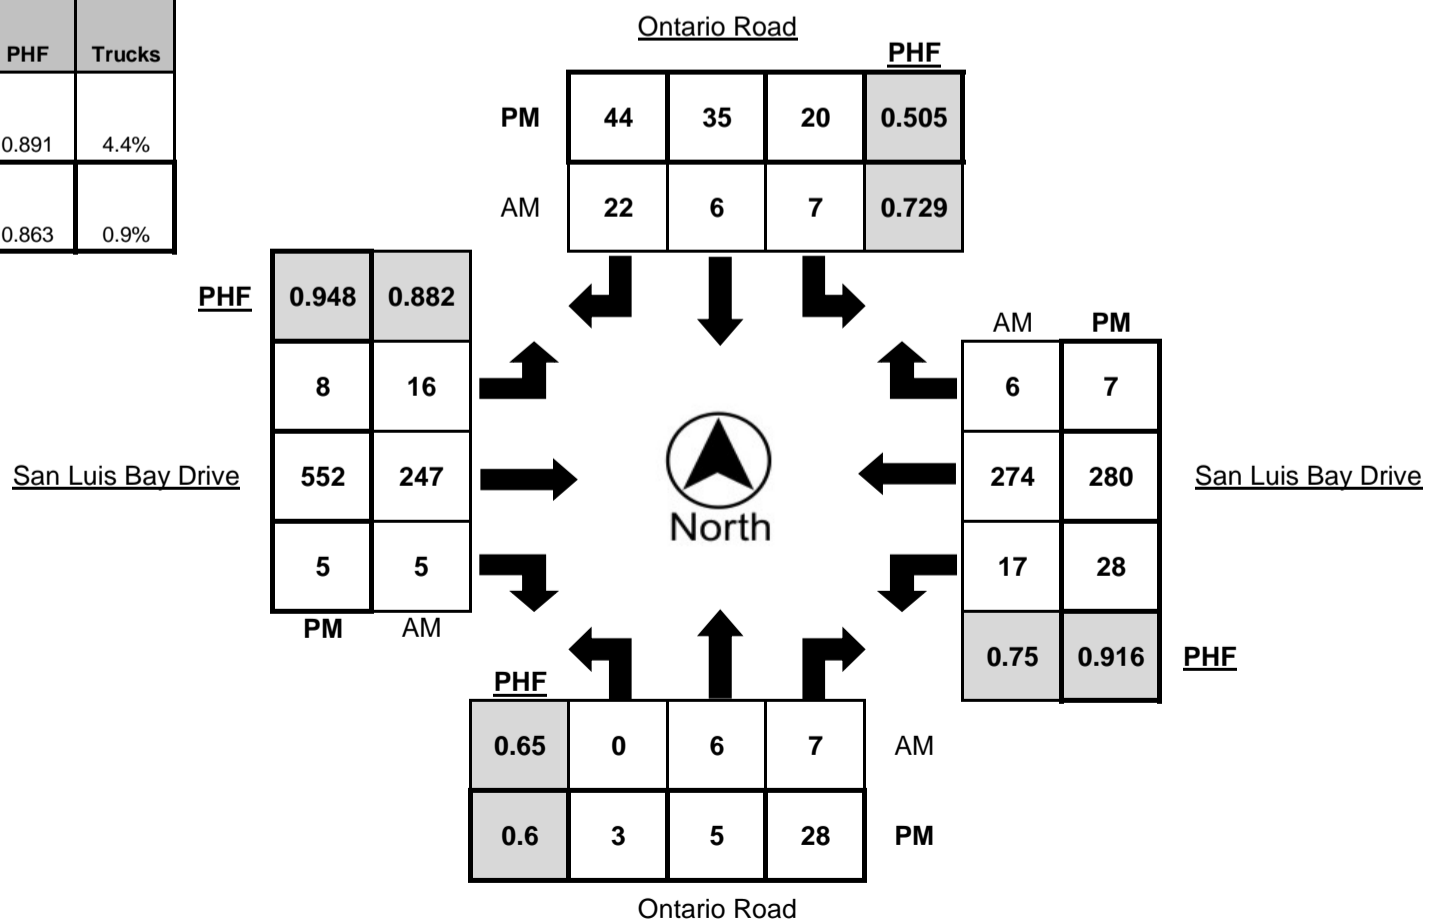 Ontario Road
PHF Trucks
PHF
PM 44 35 20 0.505
0.891 4.4%
AM 22 6 7 0.729
0.863 0.9%
PHF 0.948 0.882
AM PM
8 16
6 7
San Luis Bay Drive 552 247
274 280 San Luis Bay Drive
North
5 5
17 28
PM AM
0.75 0.916 PHF
PHF
0.65 0 6 7 AM
0.6 3 5 28 PM
Ontario Road